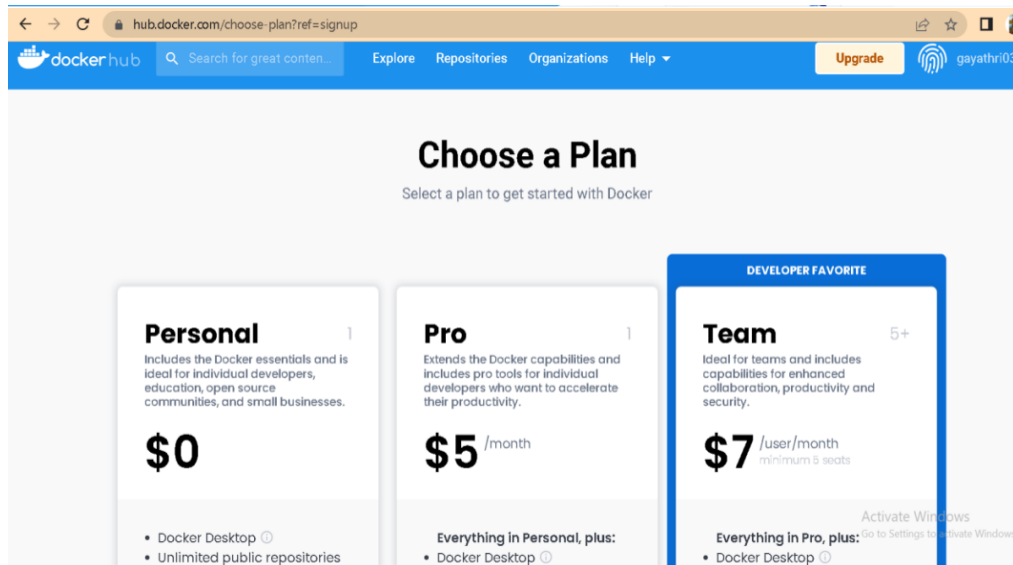 hub.docker.com/choose-plan?ref=signup
dockerhub
Search for great conten...
Explore
Repositories
Organizations
Help
Upgrade
gayathri03
Choose a Plan
Select a plan to get started with Docker
DEVELOPER FAVORITE
Personal
1
Includes the Docker essentials and is
ideal for individual developers,
education, open source
communities, and small businesses.
$0
Docker Desktop
Unlimited public repositories
Pro
1
Extends the Docker capabilities and
includes pro tools for individual
developers who want to accelerate
their productivity.
$5 /month
Everything in Personal, plus:
Docker Desktop
Team
5+
Ideal for teams and includes
capabilities for enhanced
collaboration, productivity and
security.
$7 /user/month
minimum 5 seats
Everything in Pro, plus:
Docker Desktop
Activate Windows
Go to Settings to activate Windows